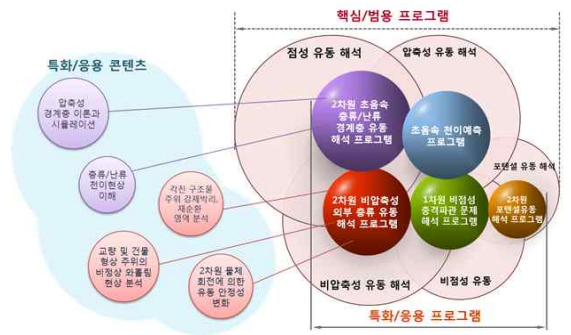 핵심/범용 프로그램
특화/응용 콘텐츠
점성 유동 해석
압축성 유동 해석
압축성
경계층 이론과
시뮬레이션
2차원 초음속
층류/난류
경계층 유동
해석 프로그램
초음속 천이예측
프로그램
층류/난류
천이현상
이해
각진 구조물
주위 강제박리,
재순환
영역 분석
포텐셜 유동 해석
2차원 비압축성
외부 층류 유동
해석 프로그램
1차원 비점성
충격파관 문제
해석 프로그램
2차원
포텐셜유동
해석 프로그램
교량 및 건물
형상 주위의
비정상 와흘림
현상 분석
2차원 물체
회전에 의한
유동 안정성
변화
비압축성 유동 해석
비점성 유동
특화/응용 프로그램